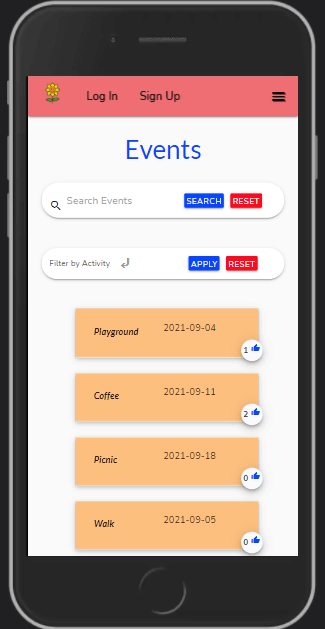 Log In Sign Up
Events
Search Events SEARCH RESET
Filter by Activity APPLY RESET
Playground 2021-09-04
1
Coffee 2021-09-11
2
Picnic 2021-09-18
0
Walk 2021-09-05
0